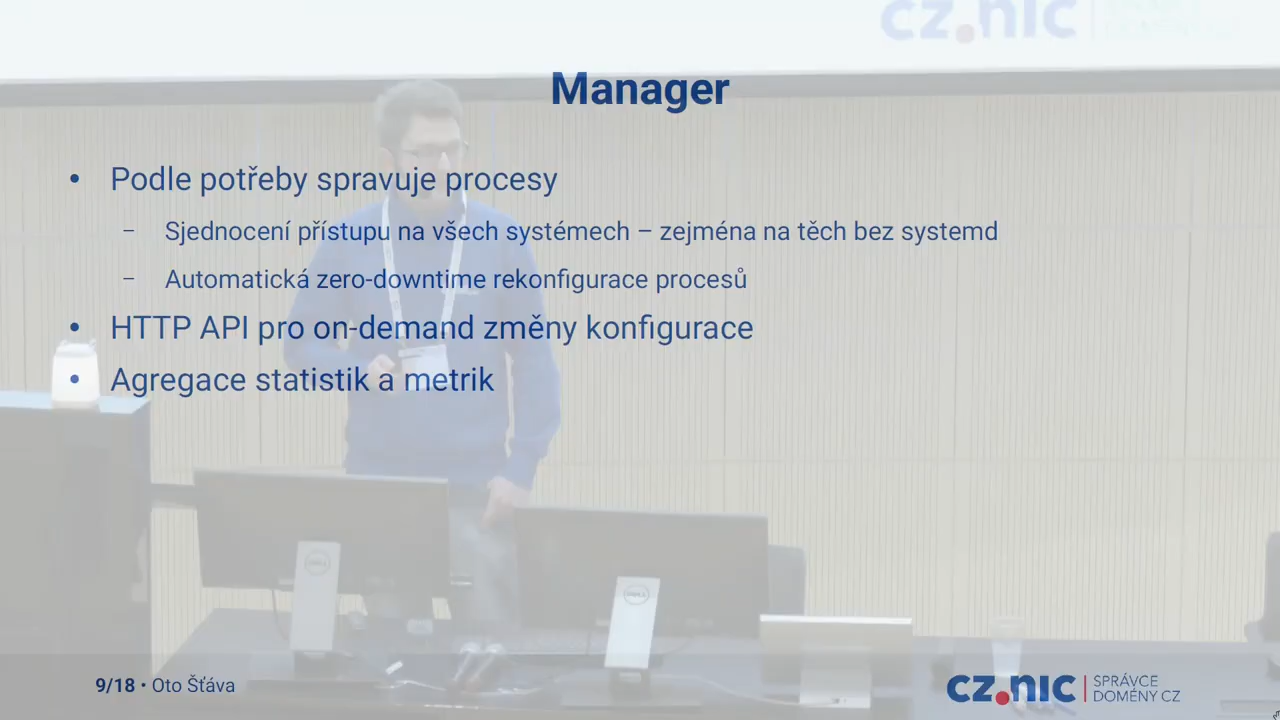 cz.nic
Manager
• Podle potřeby spravuje procesy
– Sjednocení přístupu na všech systémech – zejména na těch bez systemd
– Automatická zero-downtime rekonfigurace procesů
• HTTP API pro on-demand změny konfigurace
• Agregace statistik a metrik
DELL
DELL
9/18 • Oto Šťáva
cz.nic | SPRÁVCE
DOMÉNY CZ